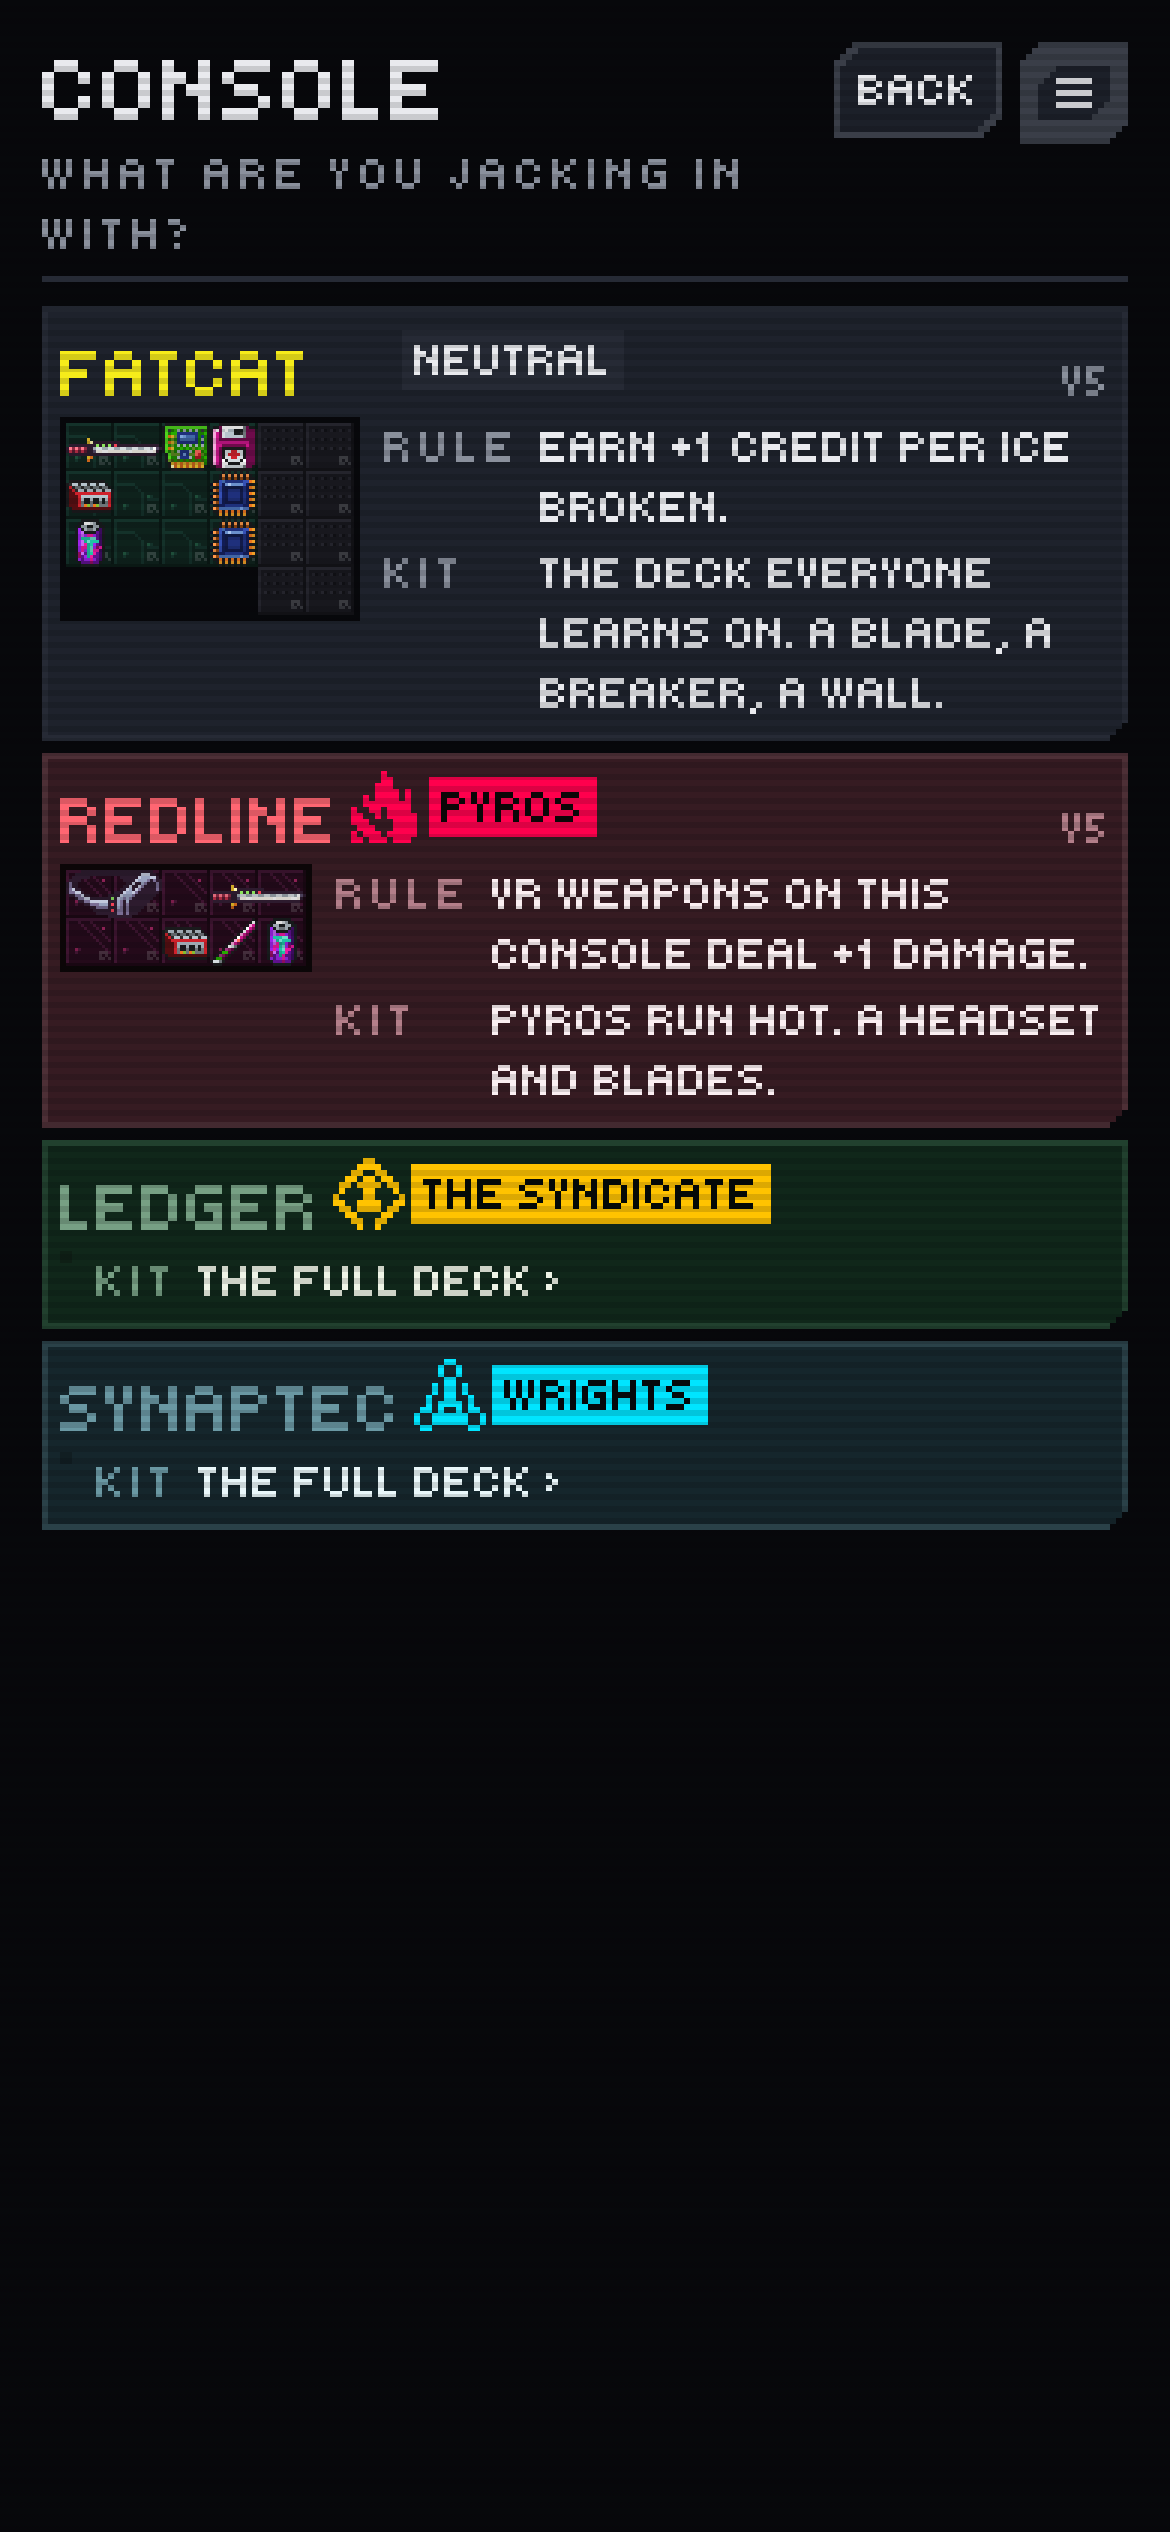 CONSOLE
BACK
WHAT ARE YOU JACKING IN
WITH?
FATCAT NEUTRAL V5
RULE EARN +1 CREDIT PER ICE
BROKEN.
KIT THE DECK EVERYONE
LEARNS ON. A BLADE, A
BREAKER, A WALL.
REDLINE PYROS V5
RULE VR WEAPONS ON THIS
CONSOLE DEAL +1 DAMAGE.
KIT PYROS RUN HOT. A HEADSET
AND BLADES.
LEDGER THE SYNDICATE
KIT THE FULL DECK >
SYNAPTEC WRIGHTS
KIT THE FULL DECK >